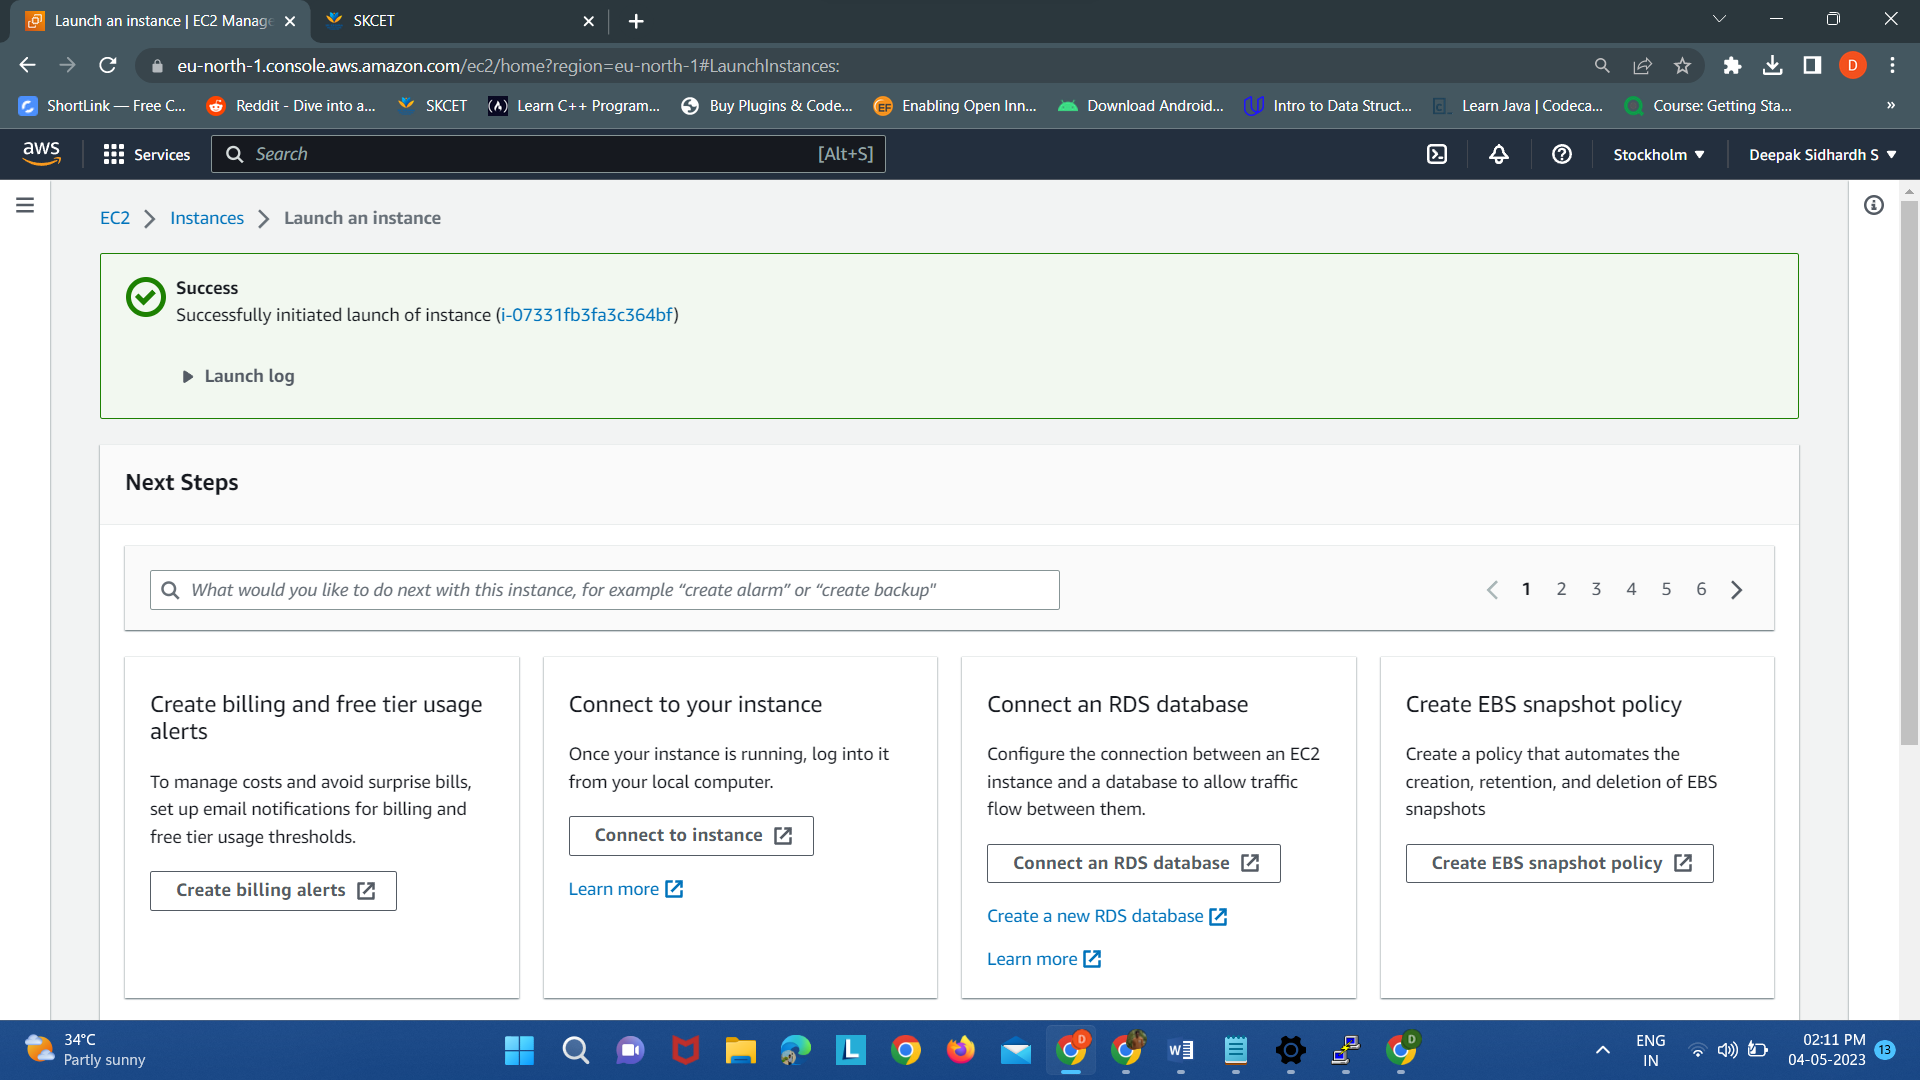 Launch an instance | EC2 Manage
SKCET
eu-north-1.console.aws.amazon.com/ec2/home?region=eu-north-1#LaunchInstances:
D
ShortLink — Free C...
Reddit - Dive into a...
SKCET
Learn C++ Program...
Buy Plugins & Code...
Enabling Open Inn...
Download Android...
Intro to Data Struct...
Learn Java | Codeca...
Course: Getting Sta...
»
aws
Services
Search
[Alt+S]
Stockholm
Deepak Sidhardh S
EC2
Instances
Launch an instance
Success
Successfully initiated launch of instance (i-07331fb3fa3c364bf)
Launch log
Next Steps
What would you like to do next with this instance, for example “create alarm” or “create backup"
1 2 3 4 5 6
Create billing and free tier usage
alerts
To manage costs and avoid surprise bills,
set up email notifications for billing and
free tier usage thresholds.
Create billing alerts
Connect to your instance
Once your instance is running, log into it
from your local computer.
Connect to instance
Learn more
Connect an RDS database
Configure the connection between an EC2
instance and a database to allow traffic
flow between them.
Connect an RDS database
Create a new RDS database
Learn more
Create EBS snapshot policy
Create a policy that automates the
creation, retention, and deletion of EBS
snapshots
Create EBS snapshot policy
34°C
Partly sunny
L
D
W
D
ENG
IN
02:11 PM
04-05-2023
13